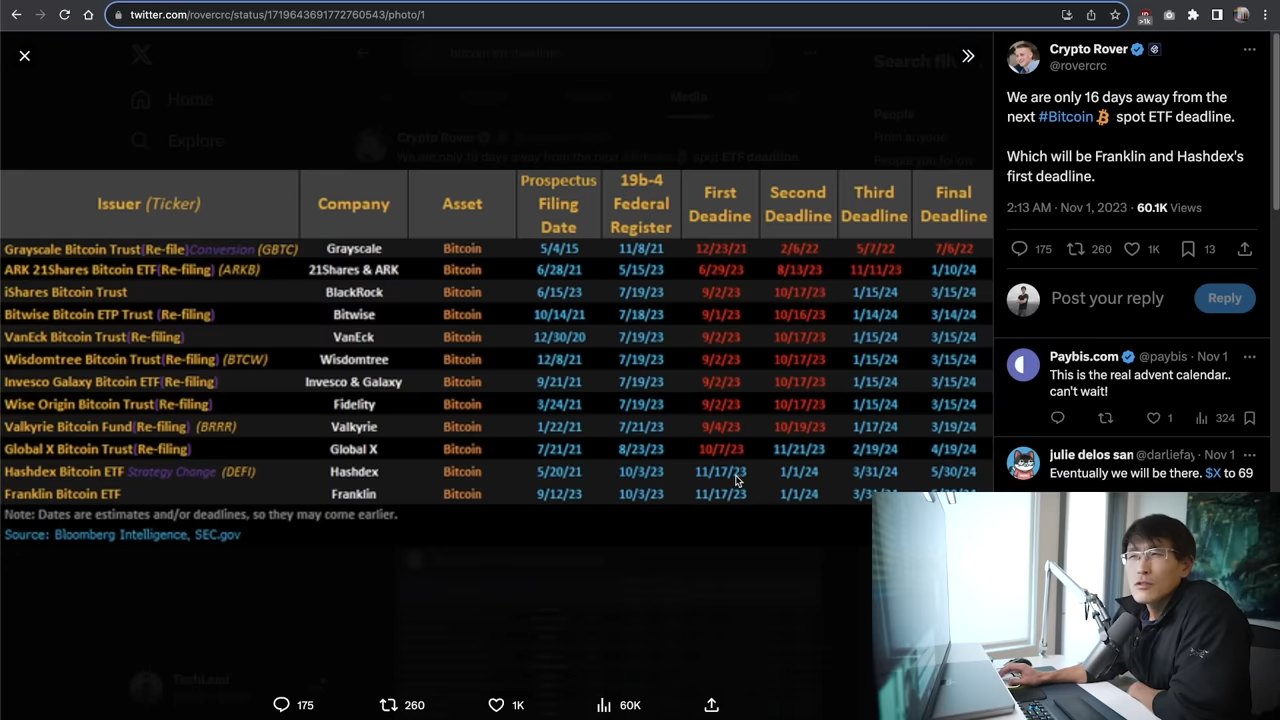 twitter.com/rovercrc/status/1719643691772760543/photo/1
>1k
Home
Explore
Media
People
From anyone
TechLead
Issuer (Ticker) Company Asset Prospectus Filing Date 19b-4 Federal Register First Deadline Second Deadline Third Deadline Final Deadline
Grayscale Bitcoin Trust(Re-file)Conversion (GBTC) Grayscale Bitcoin 5/4/15 11/8/21 12/23/21 2/6/22 5/7/22 7/6/22
ARK 21Shares Bitcoin ETF(Re-filing) (ARKB) 21Shares & ARK Bitcoin 6/28/21 5/15/23 6/29/23 8/13/23 11/11/23 1/10/24
iShares Bitcoin Trust BlackRock Bitcoin 6/15/23 7/19/23 9/2/23 10/17/23 1/15/24 3/15/24
Bitwise Bitcoin ETP Trust (Re-filing) Bitwise Bitcoin 10/14/21 7/18/23 9/1/23 10/16/23 1/14/24 3/14/24
VanEck Bitcoin Trust(Re-filing) VanEck Bitcoin 12/30/20 7/19/23 9/2/23 10/17/23 1/15/24 3/15/24
Wisdomtree Bitcoin Trust(Re-filing) (BTCW) Wisdomtree Bitcoin 12/8/21 7/19/23 9/2/23 10/17/23 1/15/24 3/15/24
Invesco Galaxy Bitcoin ETF(Re-filing) Invesco & Galaxy Bitcoin 9/21/21 7/19/23 9/2/23 10/17/23 1/15/24 3/15/24
Wise Origin Bitcoin Trust(Re-filing) Fidelity Bitcoin 3/24/21 7/19/23 9/2/23 10/17/23 1/15/24 3/15/24
Valkyrie Bitcoin Fund(Re-filing) (BRRR) Valkyrie Bitcoin 1/22/21 7/21/23 9/4/23 10/19/23 1/17/24 3/19/24
Global X Bitcoin Trust(Re-filing) Global X Bitcoin 7/21/21 8/23/23 10/7/23 11/21/23 2/19/24 4/19/24
Hashdex Bitcoin ETF Strategy Change (DEFI) Hashdex Bitcoin 5/20/21 10/3/23 11/17/23 1/1/24 3/31/24 5/30/24
Franklin Bitcoin ETF Franklin Bitcoin 9/12/23 10/3/23 11/17/23 1/1/24
Note: Dates are estimates and/or deadlines, so they may come earlier.
Source: Bloomberg Intelligence, SEC.gov
175 260 1K 60K
Crypto Rover
@rovercrc
We are only 16 days away from the
next #Bitcoin spot ETF deadline.
Which will be Franklin and Hashdex's
first deadline.
2:13 AM · Nov 1, 2023 · 60.1K Views
175 260 1K 13
Post your reply Reply
Paybis.com @paybis · Nov 1
This is the real advent calendar..
can't wait!
1 324
julie delos san @darliefay · Nov 1
Eventually we will be there. $X to 69